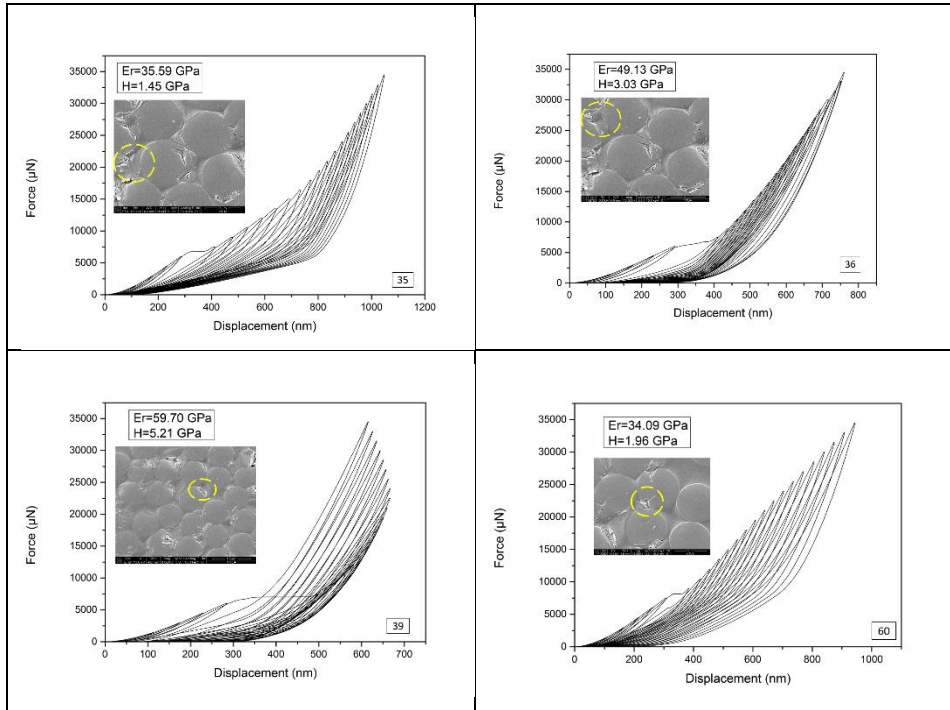 Er=35.59 GPa
H=1.45 GPa
35000
30000
25000
20000
15000
10000
5000
0
Force (µN)
0 200 400 600 800 1000 1200
Displacement (nm)
35
Er=49.13 GPa
H=3.03 GPa
35000
30000
25000
20000
15000
10000
5000
0
Force (µN)
0 100 200 300 400 500 600 700 800
Displacement (nm)
36
Er=59.70 GPa
H=5.21 GPa
35000
30000
25000
20000
15000
10000
5000
0
Force (µN)
0 100 200 300 400 500 600 700
Displacement (nm)
39
Er=34.09 GPa
H=1.96 GPa
35000
30000
25000
20000
15000
10000
5000
0
Force (µN)
0 200 400 600 800 1000
Displacement (nm)
60